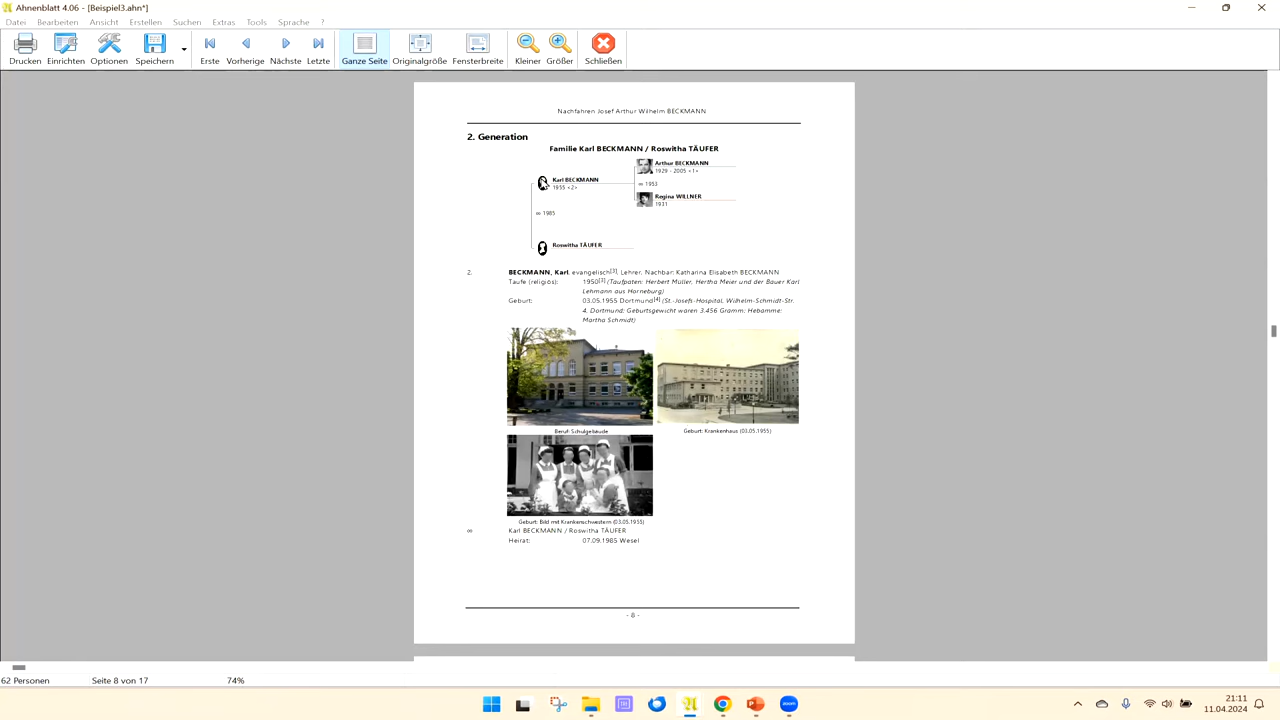 Ahnenblatt 4.06 - [Beispiel3.ahn*]
Datei Bearbeiten Ansicht Erstellen Suchen Extras Tools Sprache ?
Drucken Einrichten Optionen Speichern Erste Vorherige Nächste Letzte Ganze Seite Originalgröße Fensterbreite Kleiner Größer Schließen
Nachfahren Josef Arthur Wilhelm BECKMANN
2. Generation
Familie Karl BECKMANN / Roswitha TÄUFER
Arthur BECKMANN
1929 - 2005 <1>
Karl BECKMANN
1955 <2>
∞ 1953
Regina WILLNER
1931
∞ 1985
Roswitha TÄUFER
2. BECKMANN, Karl, evangelisch[3], Lehrer, Nachbar: Katharina Elisabeth BECKMANN
Taufe (religiös): 1950[3] (Taufpaten: Herbert Müller, Hertha Meier und der Bauer Karl
Lehmann aus Horneburg)
Geburt: 03.05.1955 Dortmund[4] (St.-Josefs-Hospital, Wilhelm-Schmidt-Str.
4, Dortmund; Geburtsgewicht waren 3.456 Gramm; Hebamme:
Martha Schmidt)
Beruf: Schulgebäude
Geburt: Krankenhaus (03.05.1955)
Geburt: Bild mit Krankenschwestern (03.05.1955)
∞ Karl BECKMANN / Roswitha TÄUFER
Heirat: 07.09.1985 Wesel
- 8 -
62 Personen Seite 8 von 17 74%
zoom
21:11
11.04.2024